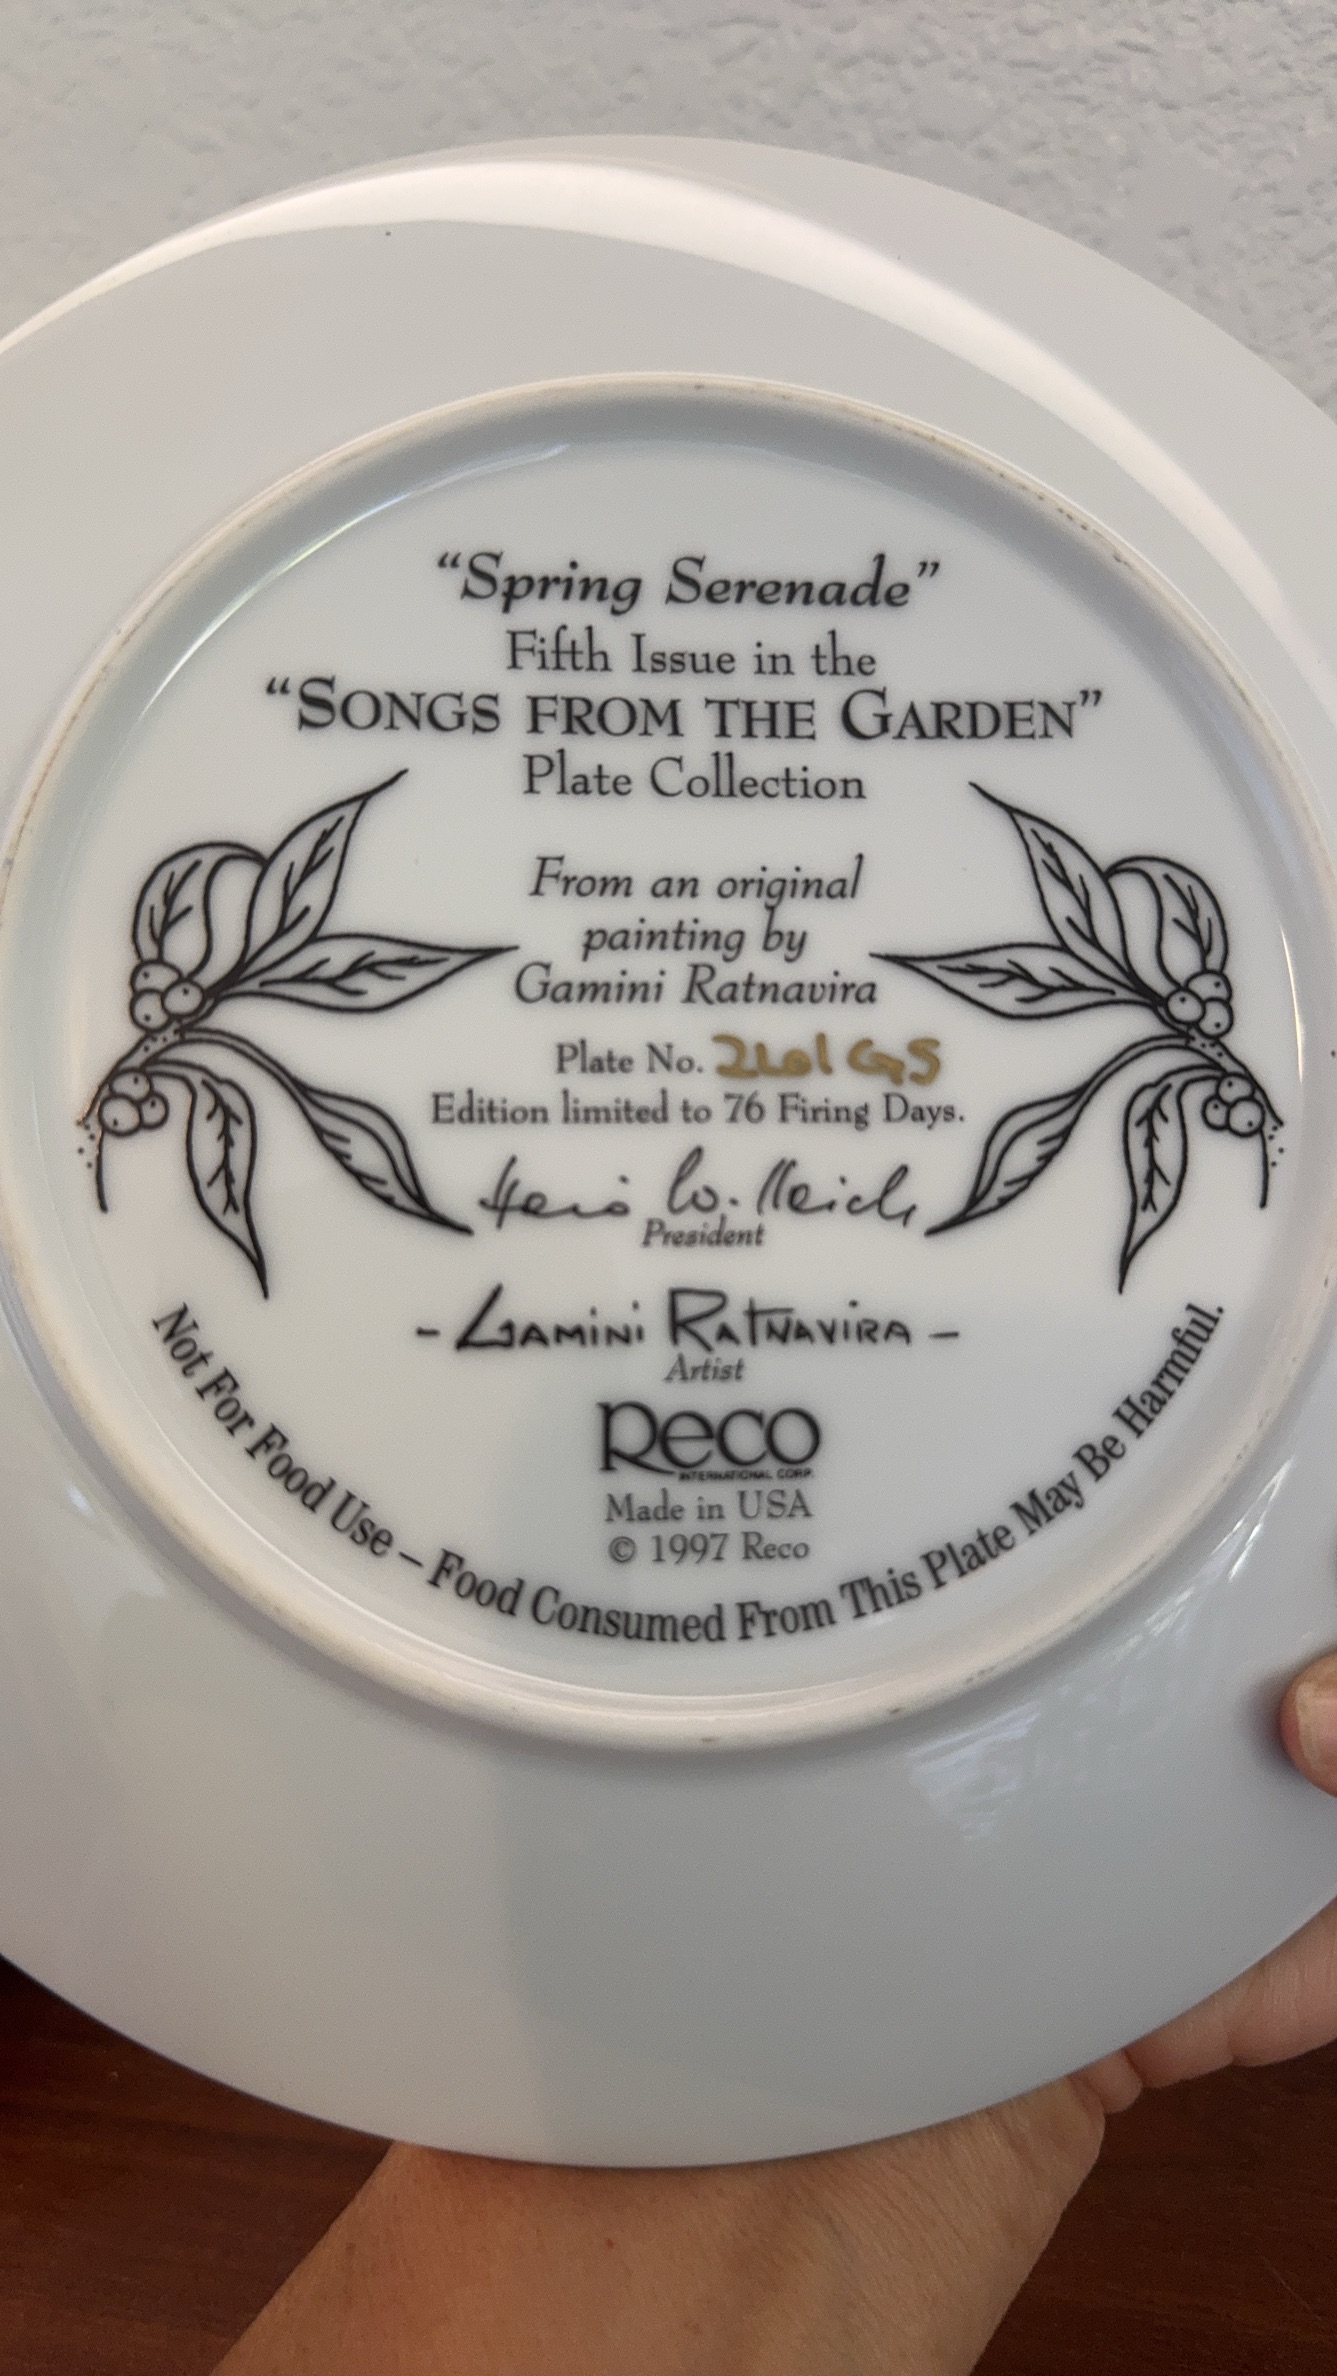 “Spring Serenade”
Fifth Issue in the
“SONGS FROM THE GARDEN”
Plate Collection
From an original
painting by
Gamini Ratnavira
Plate No.
Edition limited to 76 Firing Days.
President
- GAMINI RATNAVIRA -
Artist
Reco
INTERNATIONAL CORP.
Made in USA
© 1997 Reco
Not For Food Use – Food Consumed From This Plate May Be Harmful.